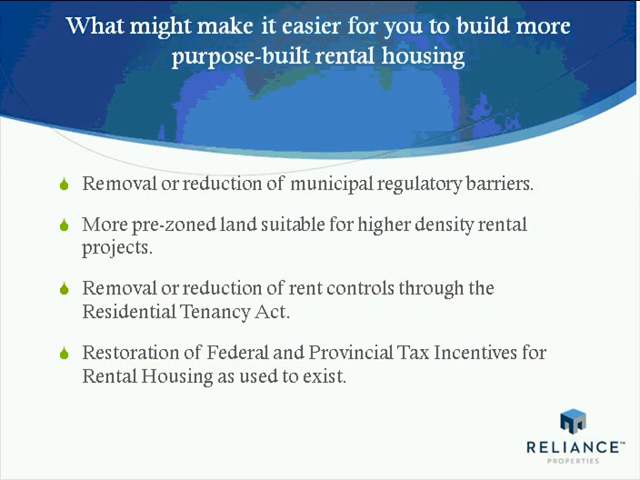 What might make it easier for you to build more
purpose-built rental housing
Removal or reduction of municipal regulatory barriers.
More pre-zoned land suitable for higher density rental
projects.
Removal or reduction of rent controls through the
Residential Tenancy Act.
Restoration of Federal and Provincial Tax Incentives for
Rental Housing as used to exist.
RELIANCE™
PROPERTIES